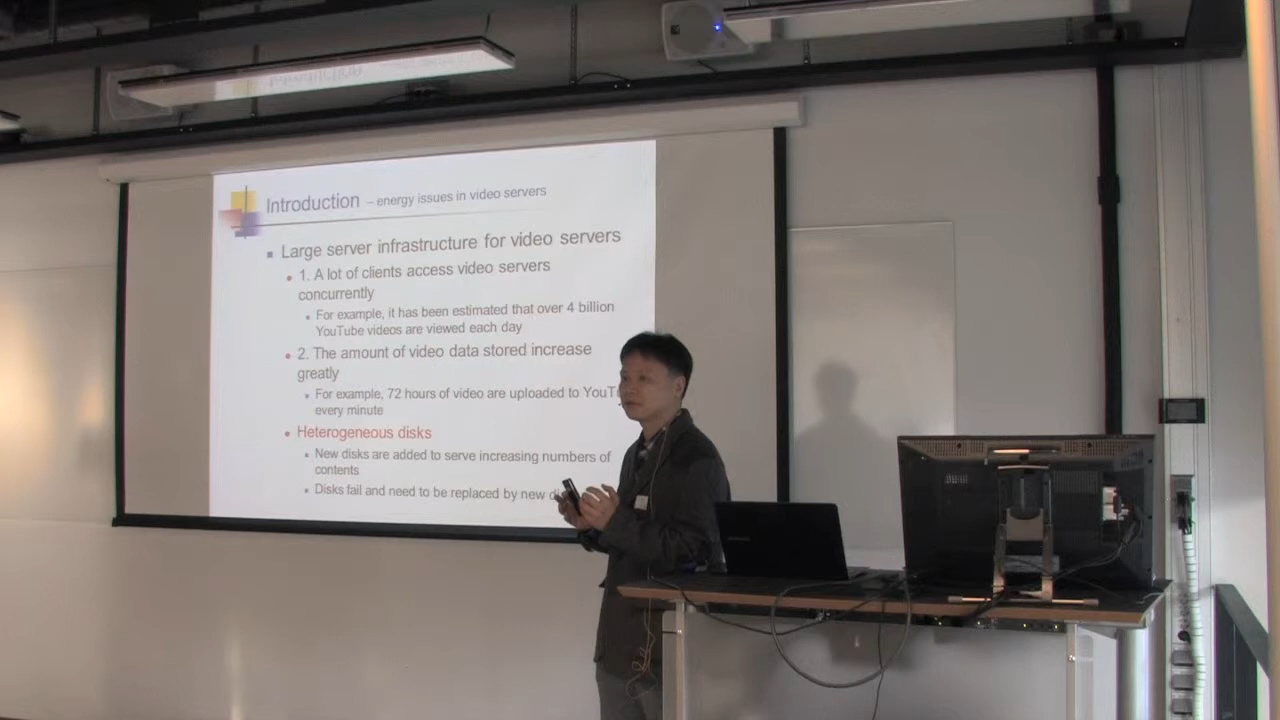 Introduction – energy issues in video servers
Large server infrastructure for video servers
1. A lot of clients access video servers
concurrently
For example, it has been estimated that over 4 billion
YouTube videos are viewed each day
2. The amount of video data stored increase
greatly
For example, 72 hours of video are uploaded to
every minute
Heterogeneous disks
New disks are added to serve increasing numbers of
contents
Disks fail and need to be replaced by new